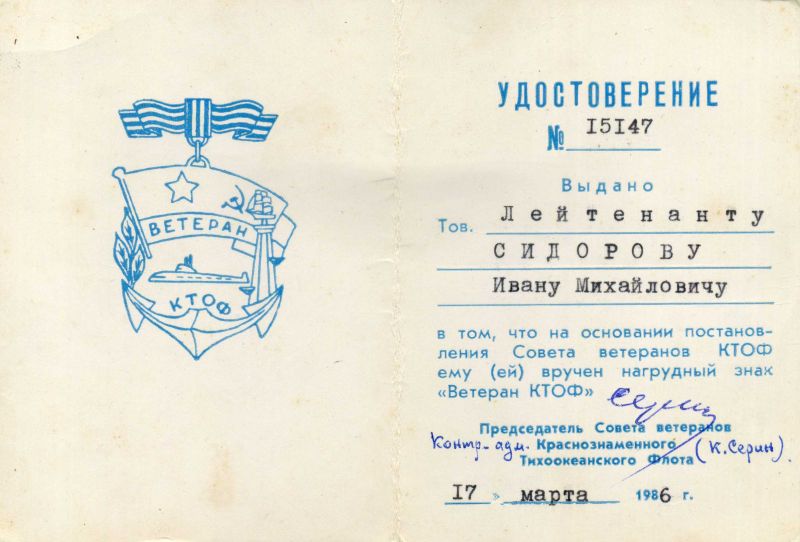 ВЕТЕРАН
КТОФ
УДОСТОВЕРЕНИЕ
№ I5I47
Выдано
Тов. Лейтенанту
СИДОРОВУ
Ивану Михайловичу
в том, что на основании постанов-
ления Совета ветеранов КТОФ
ему (ей) вручен нагрудный знак
«Ветеран КТОФ» Серин
Председатель Совета ветеранов
Контр-адм. Краснознаменного
Тихоокеанского Флота (К. Серин).
I7 » марта 1986 г.